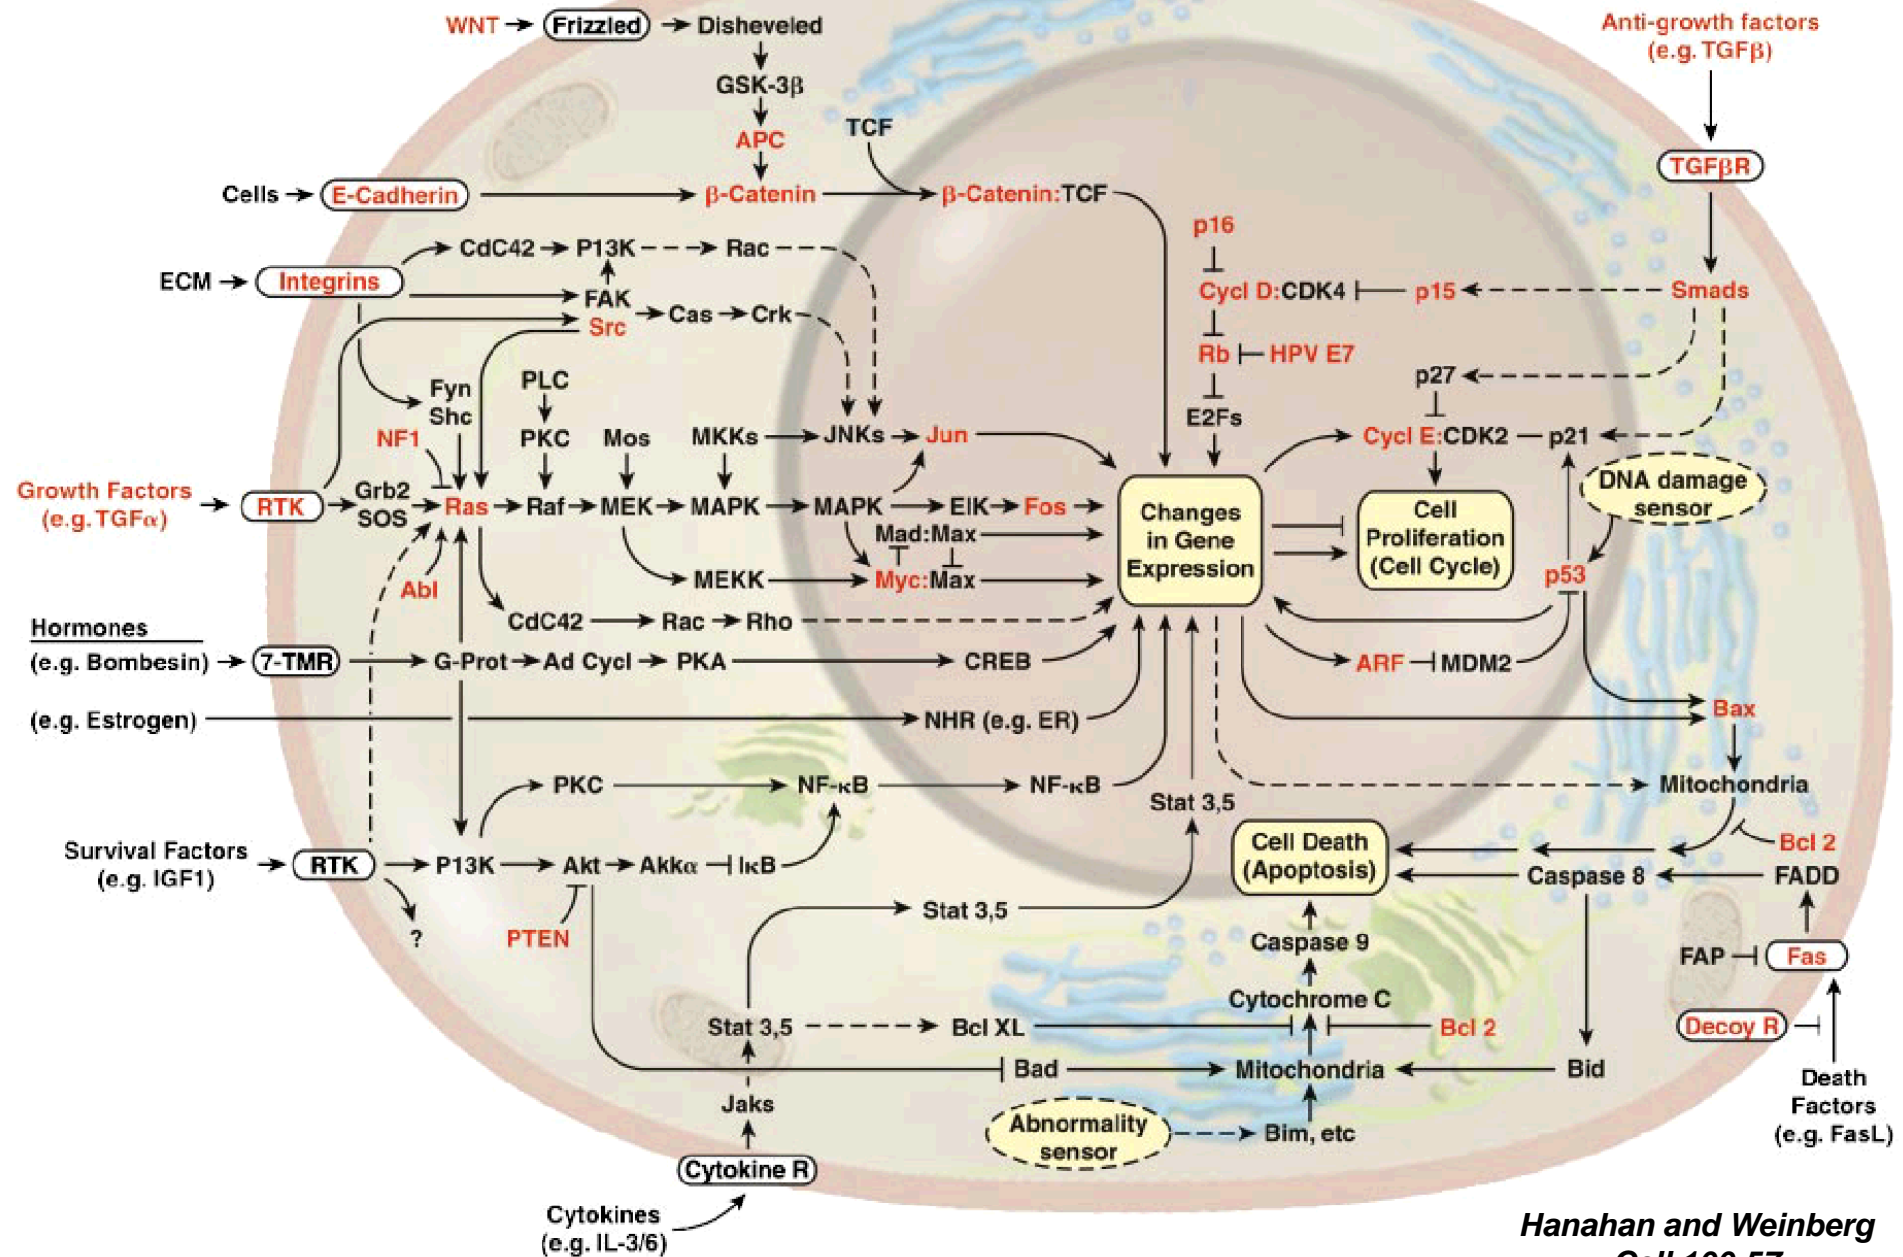 WNT
Frizzled
Disheveled
Anti-growth factors
(e.g. TGFβ)
GSK-3β
APC
TCF
TGFβR
Cells
E-Cadherin
β-Catenin
β-Catenin:TCF
p16
CdC42
P13K
Rac
ECM
Integrins
FAK
Src
Cas
Crk
Cycl D:CDK4
p15
Smads
Rb
HPV E7
p27
Fyn
Shc
PLC
E2Fs
NF1
PKC
Mos
MKKs
JNKs
Jun
Cycl E:CDK2
p21
Growth Factors
(e.g. TGFα)
RTK
Grb2
SOS
Ras
Raf
MEK
MAPK
MAPK
ElK
Fos
Changes
in Gene
Expression
Cell
Proliferation
(Cell Cycle)
DNA damage
sensor
Mad:Max
Abl
MEKK
Myc:Max
p53
CdC42
Rac
Rho
Hormones
(e.g. Bombesin)
7-TMR
G-Prot
Ad Cycl
PKA
CREB
ARF
MDM2
(e.g. Estrogen)
NHR (e.g. ER)
Bax
PKC
NF-κB
NF-κB
Stat 3,5
Mitochondria
Survival Factors
(e.g. IGF1)
RTK
P13K
Akt
Akkα
IκB
Cell Death
(Apoptosis)
Bcl 2
Caspase 8
FADD
?
PTEN
Stat 3,5
Caspase 9
FAP
Fas
Cytochrome C
Stat 3,5
Bcl XL
Bcl 2
Decoy R
Bad
Mitochondria
Bid
Death
Factors
(e.g. FasL)
Jaks
Abnormality
sensor
Bim, etc
Cytokine R
Cytokines
(e.g. IL-3/6)
Hanahan and Weinberg
Cell 100:57